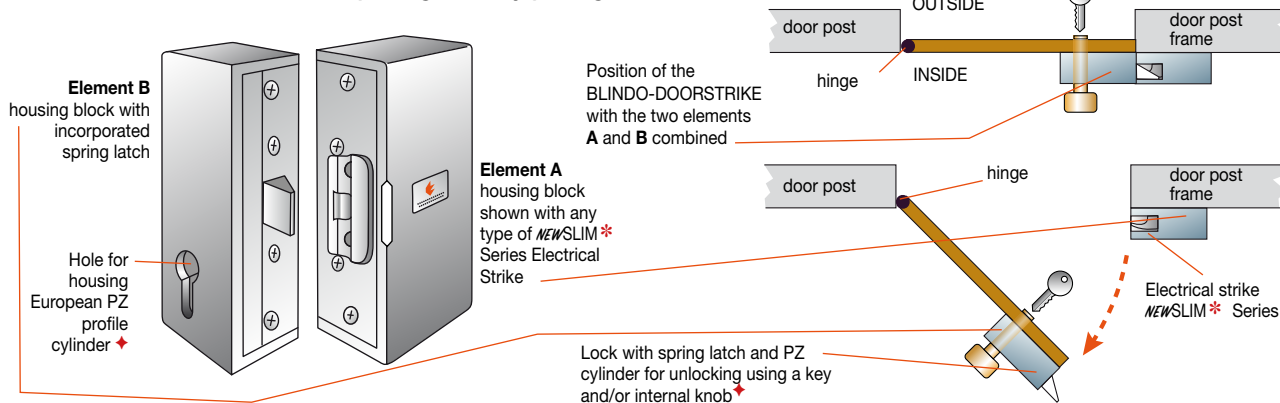 OUTSIDE
door post
door post
frame
hinge
INSIDE
Position of the
BLINDO-DOORSTRIKE
with the two elements
A and B combined
Element B
housing block with
incorporated
spring latch
Element A
housing block
shown with any
type of NEWSLIM*
Series Electrical
Strike
Hole for
housing
European PZ
profile
cylinder ✦
door post
hinge
door post
frame
Electrical strike
NEWSLIM* Series
Lock with spring latch and PZ
cylinder for unlocking using a key
and/or internal knob✦